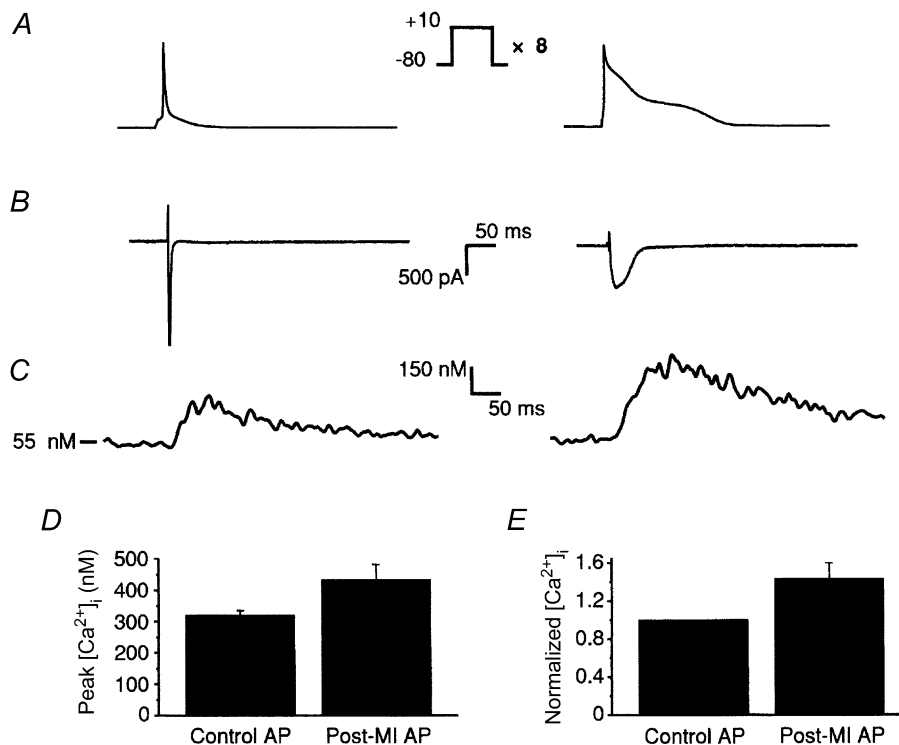 A
+10
-80
× 8
B
50 ms
500 pA
C
150 nM
50 ms
55 nM
D
E
Peak [Ca2+]i (nM)
500
400
300
200
100
0
Control AP
Post-MI AP
Normalized [Ca2+]i
1.6
1.2
0.8
0.4
0
Control AP
Post-MI AP